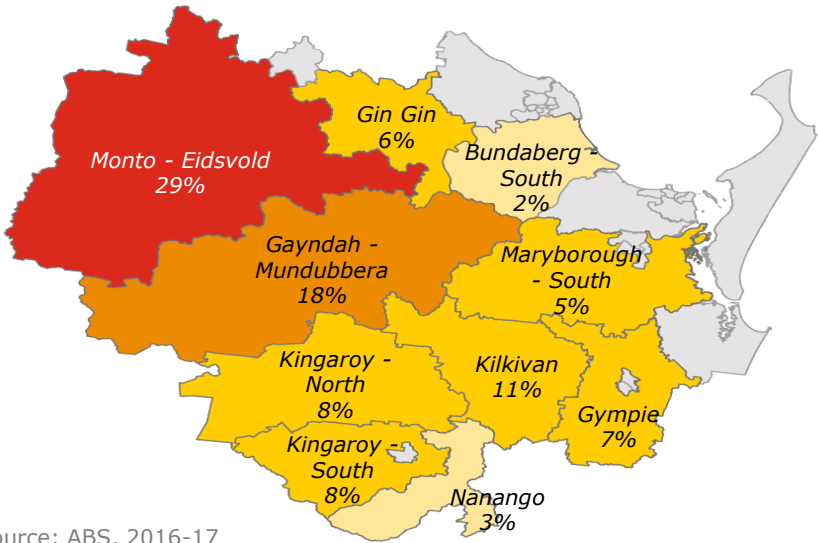 Gin Gin
6%
Monto - Eidsvold
29%
Bundaberg -
South
2%
Gayndah -
Mundubbera
18%
Maryborough
- South
5%
Kingaroy -
North
8%
Kilkivan
11%
Gympie
7%
Kingaroy -
South
8%
Nanango
3%
ource: ABS, 2016-17